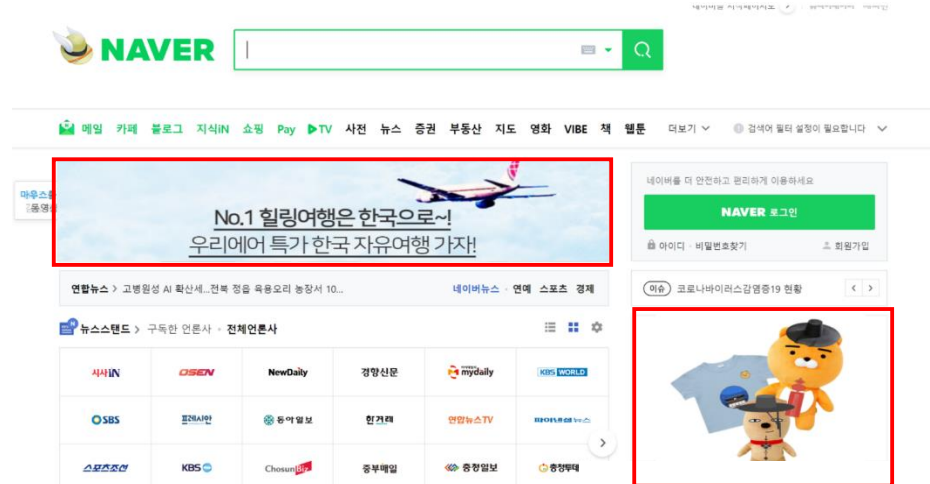 NAVER
메일 카페 블로그 지식iN 쇼핑 Pay TV 사전 뉴스 증권 부동산 지도 영화 VIBE 책 웹툰 더보기 검색어 필터 설정이 필요합니다
No.1 힐링여행은 한국으로~!
우리에어 특가 한국 자유여행 가자!
네이버를 더 안전하고 편리하게 이용하세요
NAVER 로그인
아이디 · 비밀번호찾기 회원가입
연합뉴스 > 고병원성 AI 확산세...전북 정읍 육용오리 농장서 10... 네이버뉴스 · 연예 스포츠 경제
이슈 코로나바이러스감염증19 현황
뉴스스탠드 > 구독한 언론사 · 전체언론사
시사iN OSEN NewDaily 경향신문 mydaily KBS WORLD
SBS 프레시안 동아일보 한겨레 연합뉴스TV 파이낸셜뉴스
스포츠조선 KBS ChosunBiz 중부매일 충청일보 충청투데